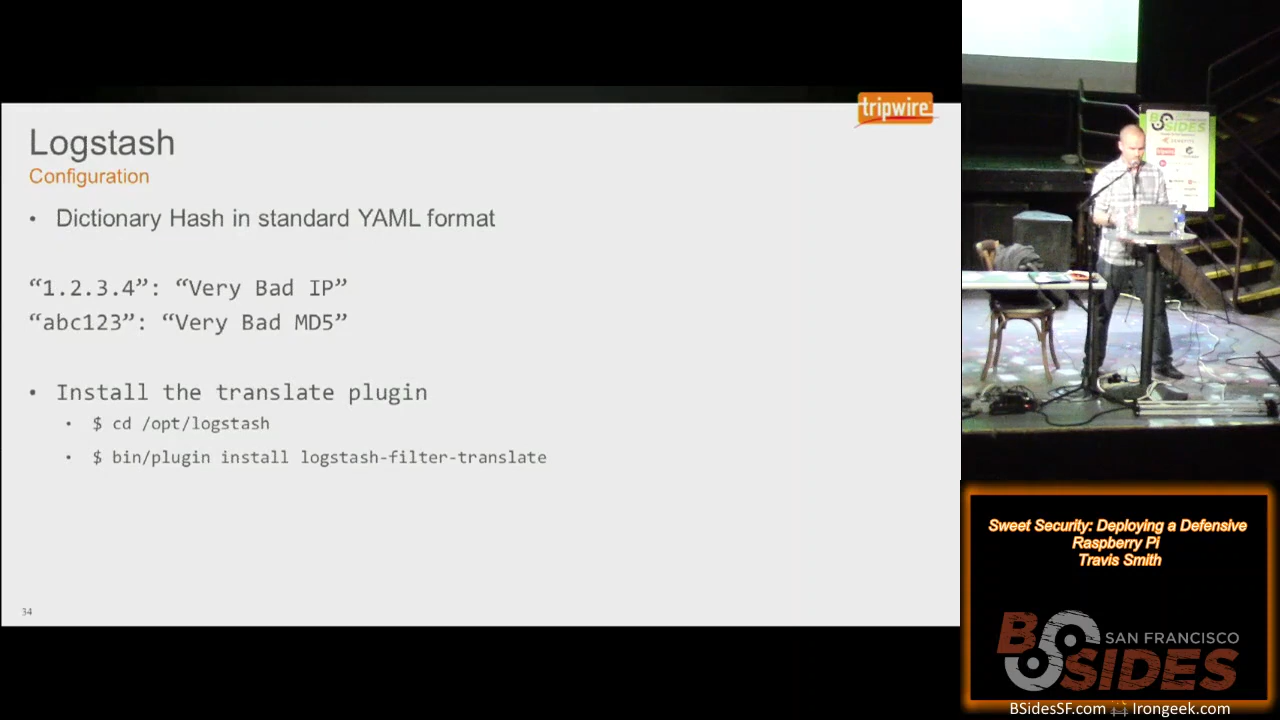 tripwire
Logstash
Configuration
• Dictionary Hash in standard YAML format
“1.2.3.4”: “Very Bad IP”
“abc123”: “Very Bad MD5”
• Install the translate plugin
• $ cd /opt/logstash
• $ bin/plugin install logstash-filter-translate
34
BSIDES
Sweet Security: Deploying a Defensive
Raspberry Pi
Travis Smith
BSIDES
SAN FRANCISCO
BSidesSF.com Irongeek.com